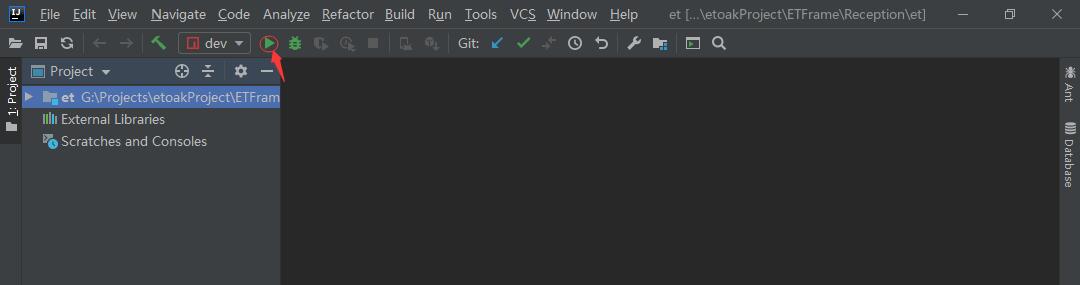 IJ File Edit View Navigate Code Analyze Refactor Build Run Tools VCS Window Help et [...\etoakProject\ETFrame\Reception\et]
dev Git:
Project
1: Project
et G:\Projects\etoakProject\ETFram
External Libraries
Scratches and Consoles
Ant
Database